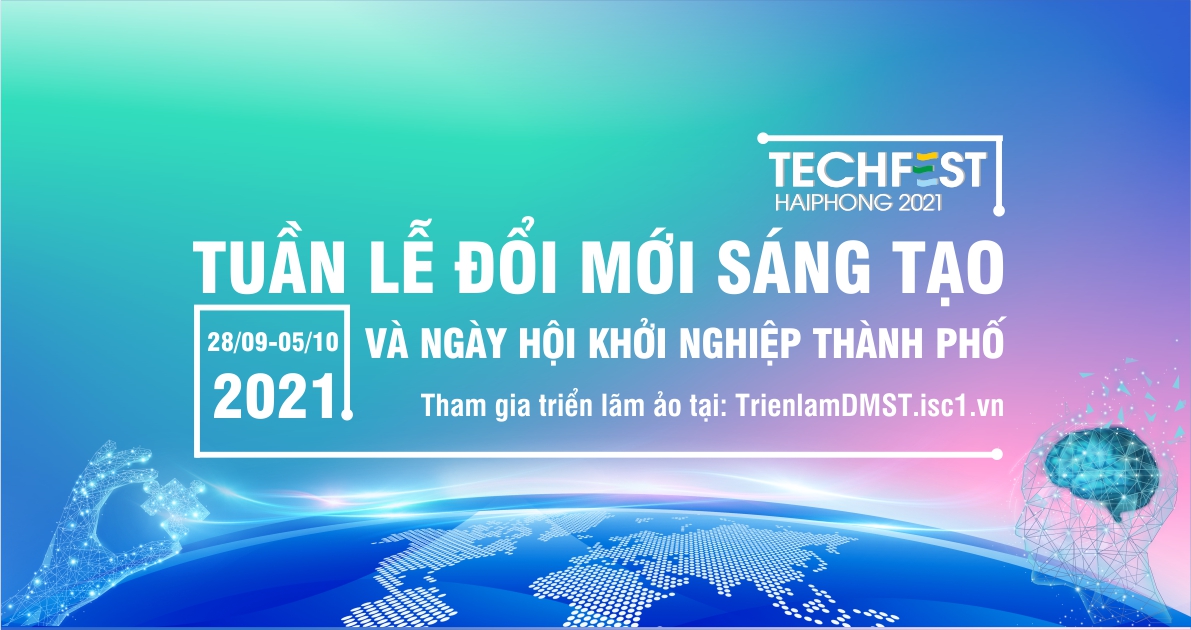 TECHFEST
HAIPHONG 2021
TUẦN LỄ ĐỔI MỚI SÁNG TẠO
28/09-05/10
2021
VÀ NGÀY HỘI KHỞI NGHIỆP THÀNH PHỐ
Tham gia triển lãm ảo tại: TrienlamDMST.isc1.vn